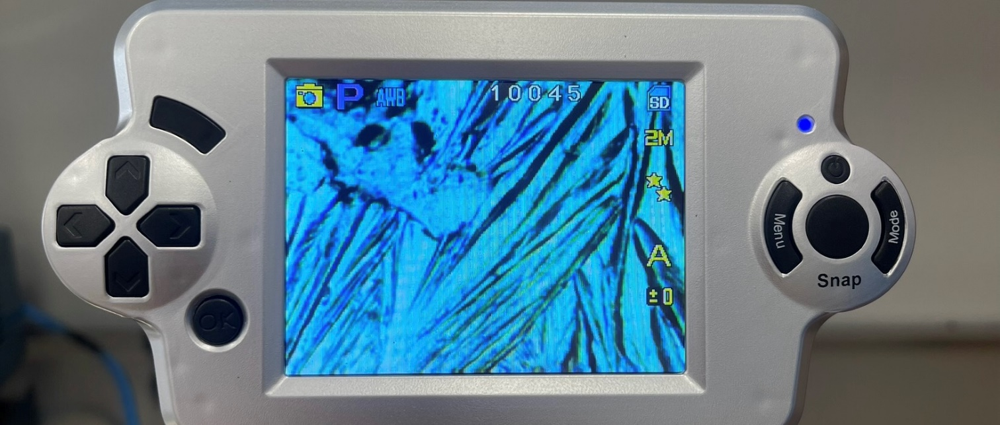 P AWB 10045 SD
2M
A
±0
Menu
Mode
Snap
OK